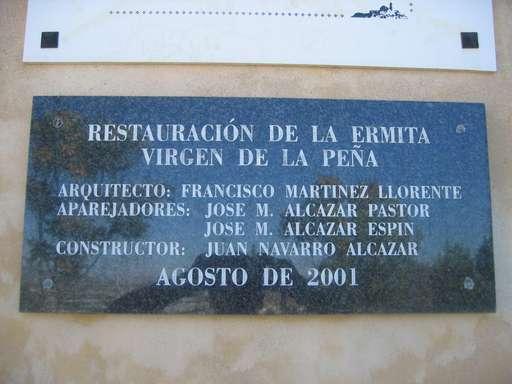 RESTAURACIÓN DE LA ERMITA
VIRGEN DE LA PEÑA
ARQUITECTO: FRANCISCO MARTINEZ LLORENTE
APAREJADORES: JOSE M. ALCAZAR PASTOR
JOSE M. ALCAZAR ESPIN
CONSTRUCTOR: JUAN NAVARRO ALCAZAR
AGOSTO DE 2001